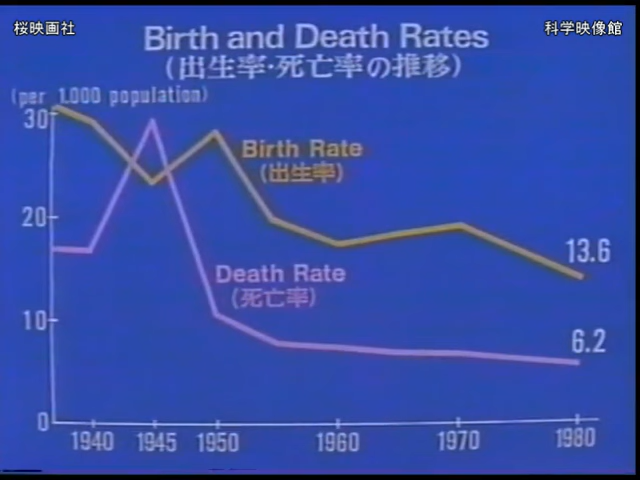 桜映画社
科学映像館
Birth and Death Rates
(出生率・死亡率の推移)
(per 1,000 population)
30
20
10
0
Birth Rate
(出生率)
Death Rate
(死亡率)
13.6
6.2
1940 1945 1950 1960 1970 1980